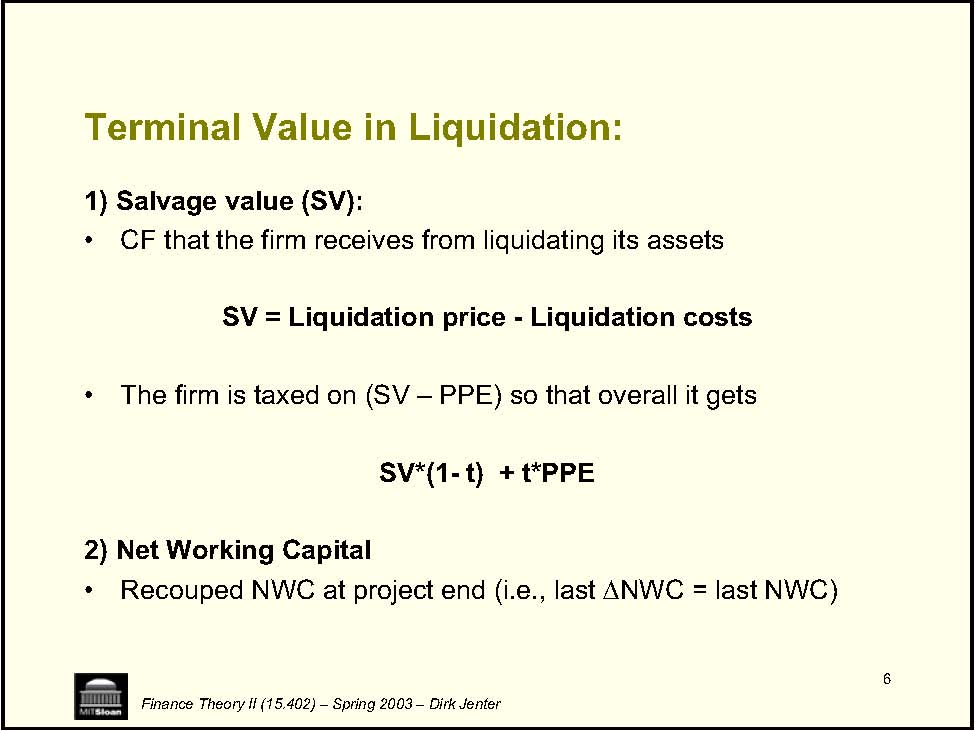 Terminal Value in Liquidation:
1) Salvage value (SV):
• CF that the firm receives from liquidating its assets
SV = Liquidation price - Liquidation costs
• The firm is taxed on (SV – PPE) so that overall it gets
SV*(1- t) + t*PPE
2) Net Working Capital
• Recouped NWC at project end (i.e., last ∆NWC = last NWC)
6
MITSloan
Finance Theory II (15.402) – Spring 2003 – Dirk Jenter